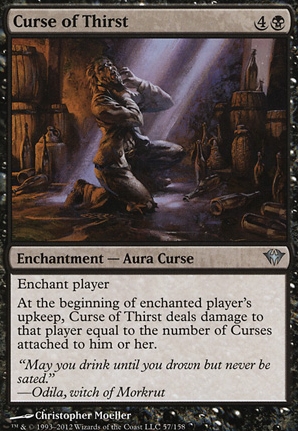 Curse of Thirst 4
Enchantment — Aura Curse
Enchant player
At the beginning of enchanted player's
upkeep, Curse of Thirst deals damage to
that player equal to the number of Curses
attached to him or her.
"May you drink until you drown but never be
sated."
—Odila, witch of Morkrut
Christopher Moeller
™ & © 1993–2012 Wizards of the Coast LLC 57/158